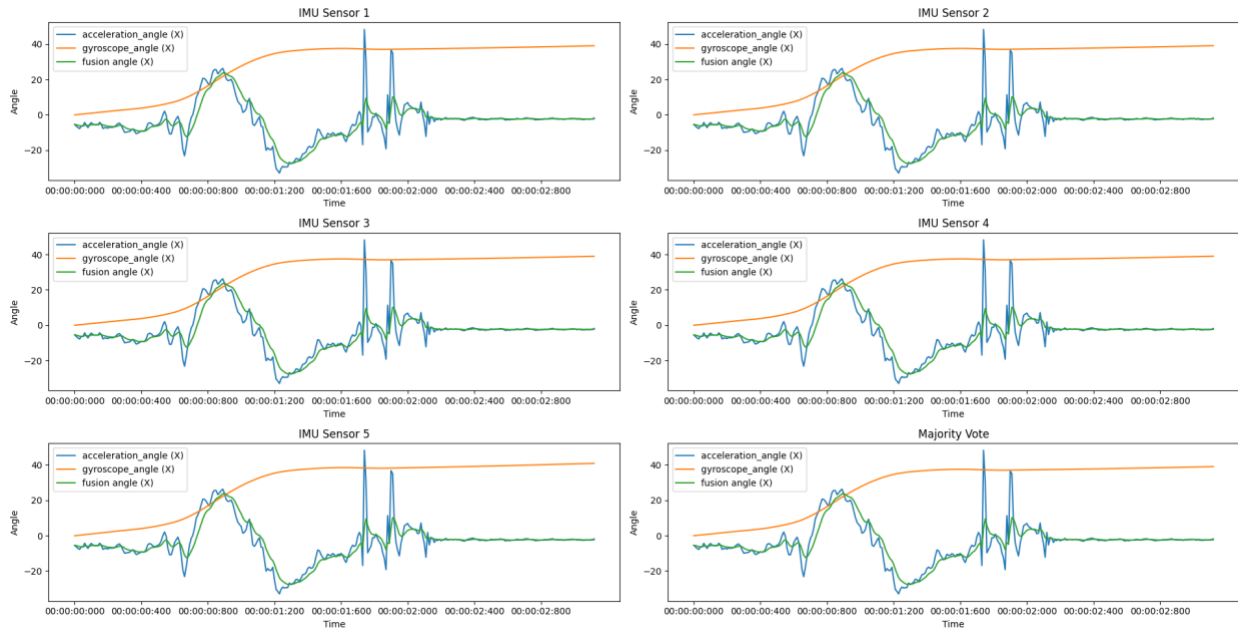 IMU Sensor 1
acceleration_angle (X)
gyroscope_angle (X)
fusion angle (X)
Angle
40
20
0
−20
00:00:00:000 00:00:00:400 00:00:00:800 00:00:01:200 00:00:01:600 00:00:02:000 00:00:02:400 00:00:02:800
Time
IMU Sensor 2
acceleration_angle (X)
gyroscope_angle (X)
fusion angle (X)
Angle
40
20
0
−20
00:00:00:000 00:00:00:400 00:00:00:800 00:00:01:200 00:00:01:600 00:00:02:000 00:00:02:400 00:00:02:800
Time
IMU Sensor 3
acceleration_angle (X)
gyroscope_angle (X)
fusion angle (X)
Angle
40
20
0
−20
00:00:00:000 00:00:00:400 00:00:00:800 00:00:01:200 00:00:01:600 00:00:02:000 00:00:02:400 00:00:02:800
Time
IMU Sensor 4
acceleration_angle (X)
gyroscope_angle (X)
fusion angle (X)
Angle
40
20
0
−20
00:00:00:000 00:00:00:400 00:00:00:800 00:00:01:200 00:00:01:600 00:00:02:000 00:00:02:400 00:00:02:800
Time
IMU Sensor 5
acceleration_angle (X)
gyroscope_angle (X)
fusion angle (X)
Angle
40
20
0
−20
00:00:00:000 00:00:00:400 00:00:00:800 00:00:01:200 00:00:01:600 00:00:02:000 00:00:02:400 00:00:02:800
Time
Majority Vote
acceleration_angle (X)
gyroscope_angle (X)
fusion angle (X)
Angle
40
20
0
−20
00:00:00:000 00:00:00:400 00:00:00:800 00:00:01:200 00:00:01:600 00:00:02:000 00:00:02:400 00:00:02:800
Time